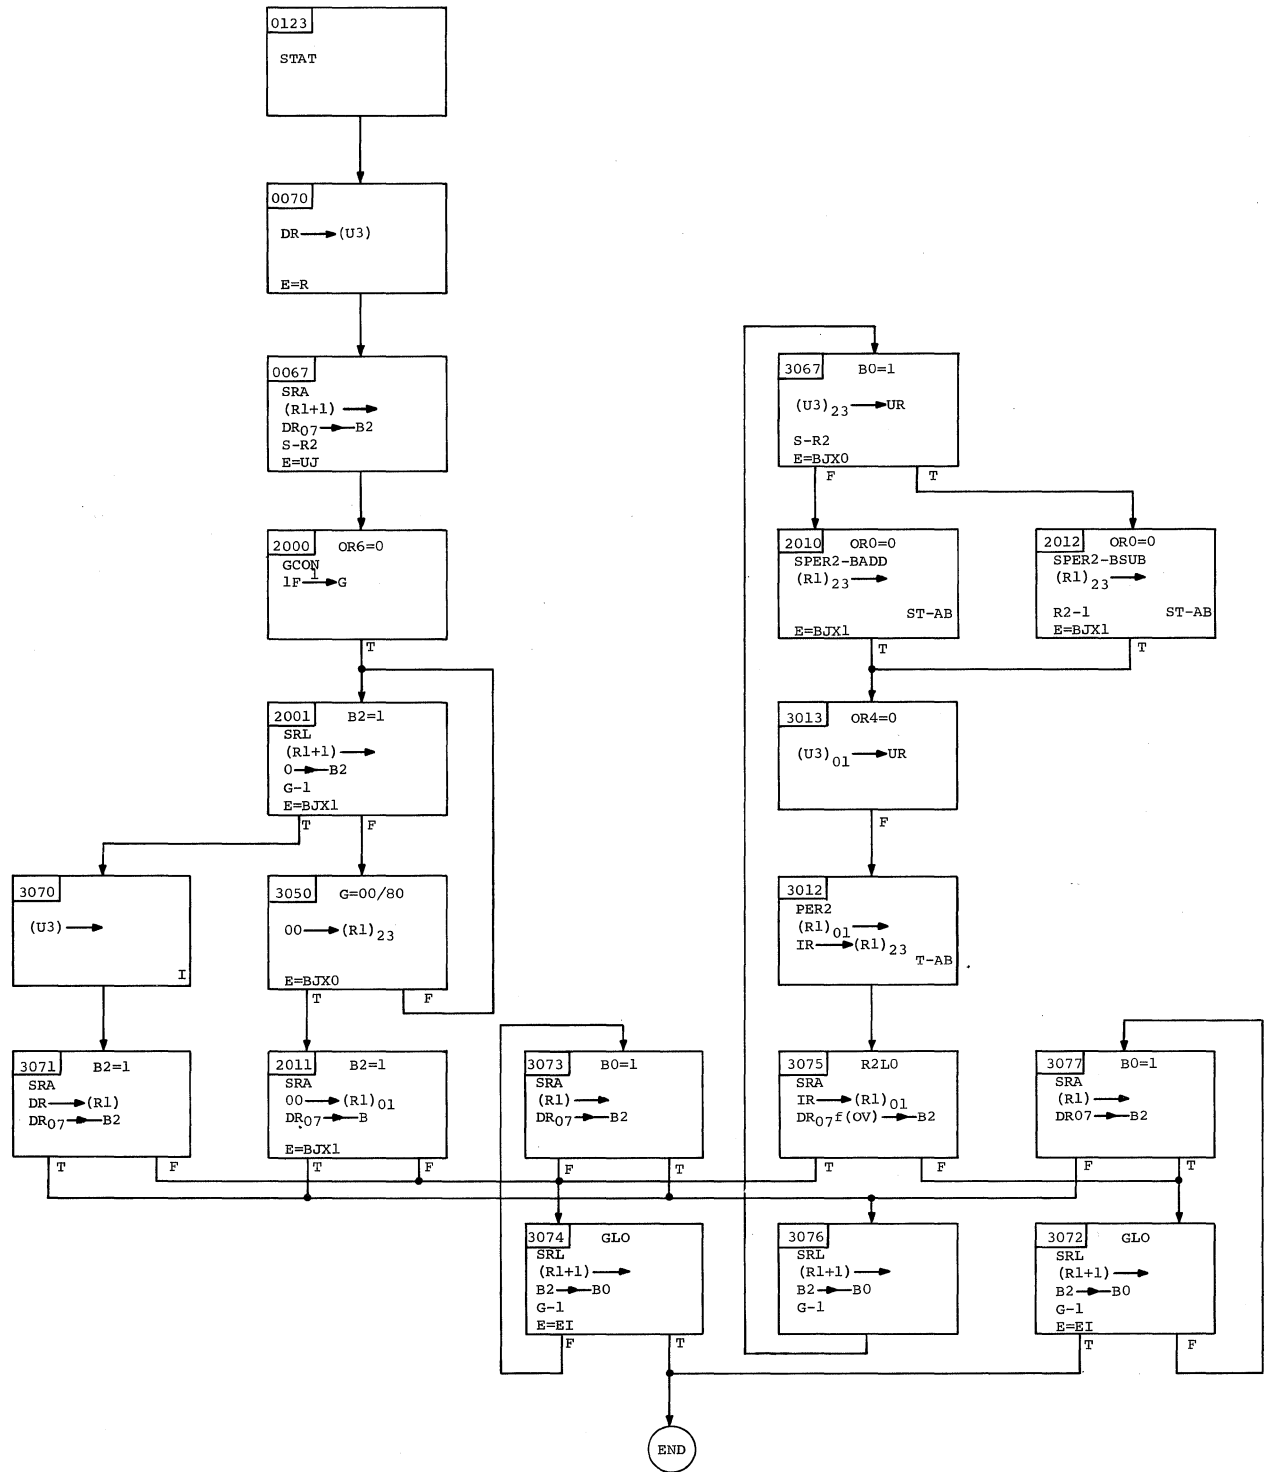 0123
STAT
0070
DR→(U3)
E=R
0067
SRA
(R1+1)→
DR07→B2
S-R2
E=UJ
3067 B0=1
(U3)23→UR
S-R2
E=BJX0
F T
2000 OR6=0
GCON
1F1→G
T
2010 OR0=0
SPER2-BADD
(R1)23→
ST-AB
E=BJX1
T
2012 OR0=0
SPER2-BSUB
(R1)23→
R2-1 ST-AB
E=BJX1
T
2001 B2=1
SRL
(R1+1)→
0→B2
G-1
E=BJX1
T F
3013 OR4=0
(U3)01→UR
F
3070
(U3)→
I
3050 G=00/80
00→(R1)23
E=BJX0
T F
3012
PER2
(R1)01→
IR→(R1)23
T-AB
3071 B2=1
SRA
DR→(R1)
DR07→B2
T F
2011 B2=1
SRA
00→(R1)01
DR07→B
E=BJX1
T F
3073 B0=1
SRA
(R1)→
DR07→B2
F T
3075 R2L0
SRA
IR→(R1)01
DR07f(OV)→B2
T F
3077 B0=1
SRA
(R1)→
DR07→B2
F T
3074 GLO
SRL
(R1+1)→
B2→B0
G-1
E=EI
F T
3076
SRL
(R1+1)→
B2→B0
G-1
3072 GLO
SRL
(R1+1)→
B2→B0
G-1
E=EI
T F
END